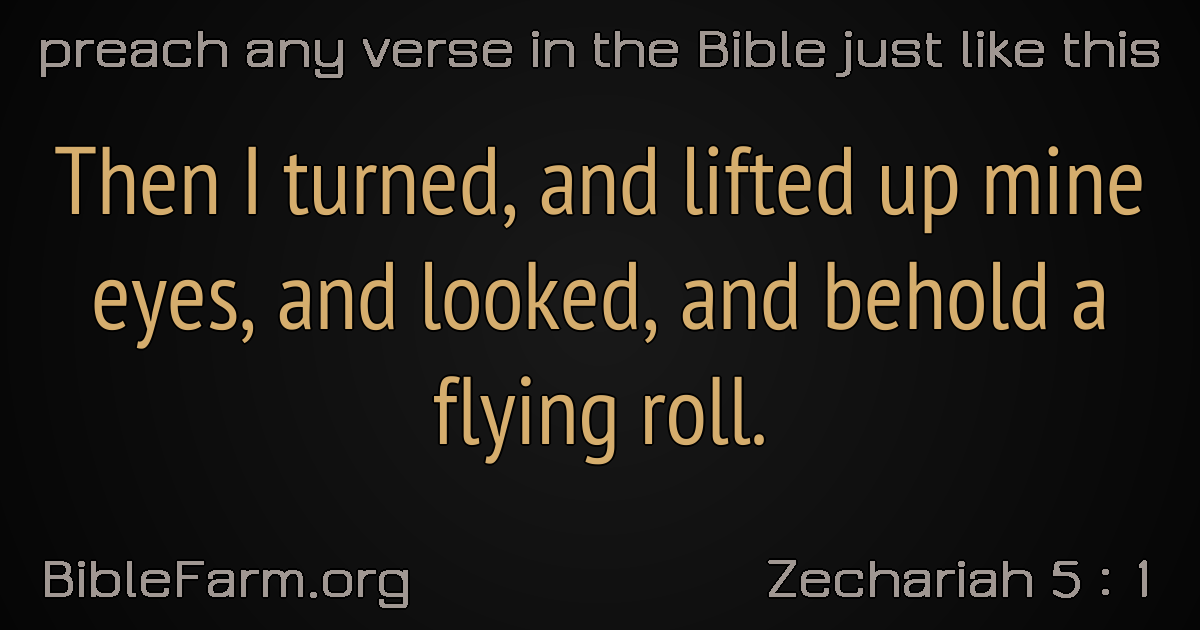 preach any verse in the Bible just like this
Then I turned, and lifted up mine
eyes, and looked, and behold a
flying roll.
BibleFarm.org
Zechariah 5 : 1